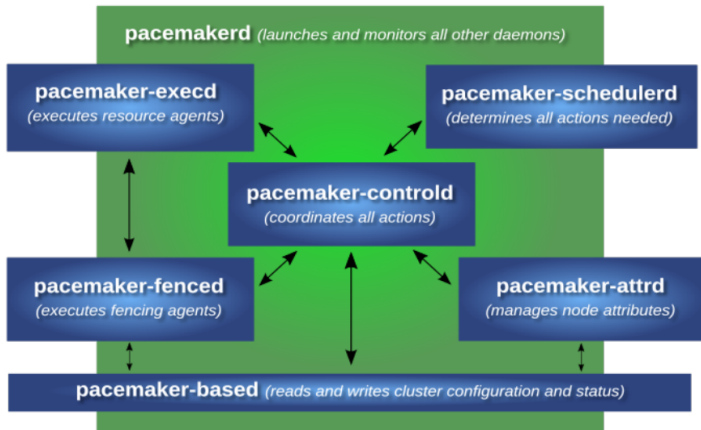 pacemakerd (launches and monitors all other daemons)
pacemaker-execd
(executes resource agents)
pacemaker-schedulerd
(determines all actions needed)
pacemaker-controld
(coordinates all actions)
pacemaker-fenced
(executes fencing agents)
pacemaker-attrd
(manages node attributes)
pacemaker-based (reads and writes cluster configuration and status)